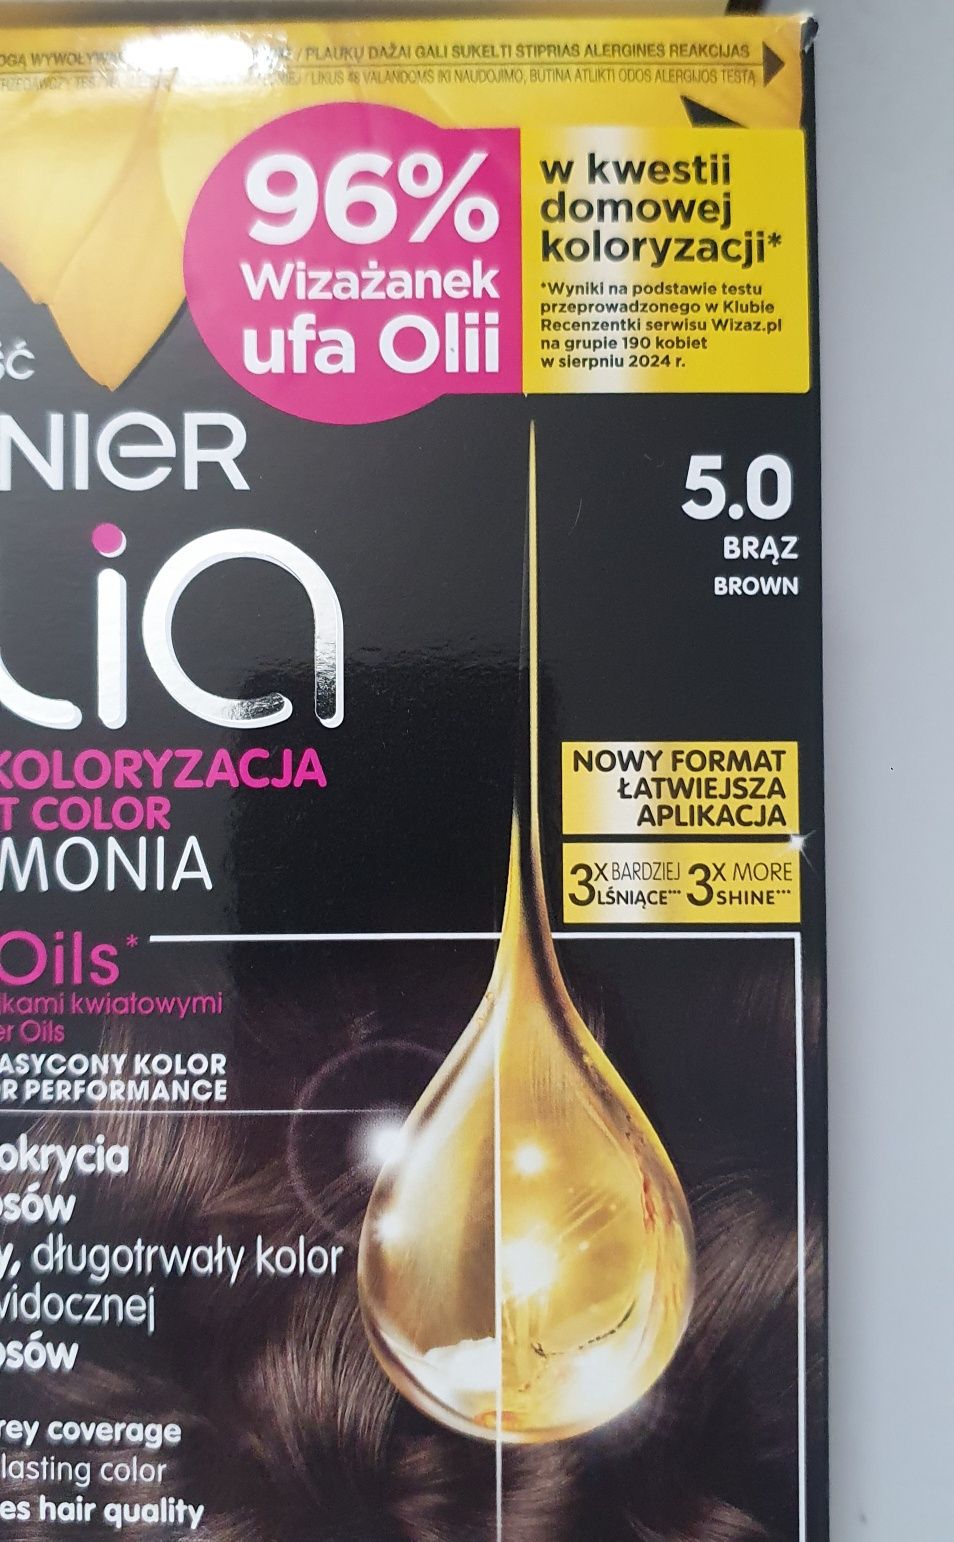 / PLAUKŲ DAŽAI GALI SUKELTI STIPRIAS ALERGINES REAKCIJAS
/ LIKUS 48 VALANDOMS IKI NAUDOJIMO, BŪTINA ATLIKTI ODOS ALERGIJOS TESTĄ
96%
Wizażanek
ufa Olii
w kwestii
domowej
koloryzacji*
*Wyniki na podstawie testu
przeprowadzonego w Klubie
Recenzentki serwisu Wizaz.pl
na grupie 190 kobiet
w sierpniu 2024 r.
ŚĆ
NIER
LIA
5.0
BRĄZ
BROWN
KOLORYZACJA
T COLOR
MONIA
NOWY FORMAT
ŁATWIEJSZA
APLIKACJA
3X BARDZIEJ LŚNIĄCE***
3X MORE SHINE***
Oils*
jkami kwiatowymi
er Oils
ASYCONY KOLOR
R PERFORMANCE
okrycia
osów
y, długotrwały kolor
widocznej
osów
rey coverage
lasting color
es hair quality